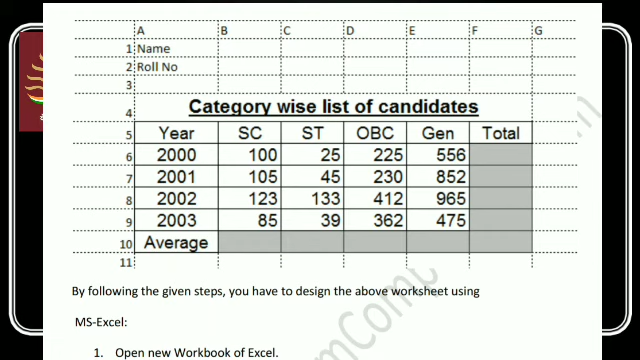 A B C D E F G
1 Name
2 Roll No
3
4 Category wise list of candidates
5 Year SC ST OBC Gen Total
6 2000 100 25 225 556
7 2001 105 45 230 852
8 2002 123 133 412 965
9 2003 85 39 362 475
10 Average
11
By following the given steps, you have to design the above worksheet using
MS-Excel:
1. Open new Workbook of Excel.